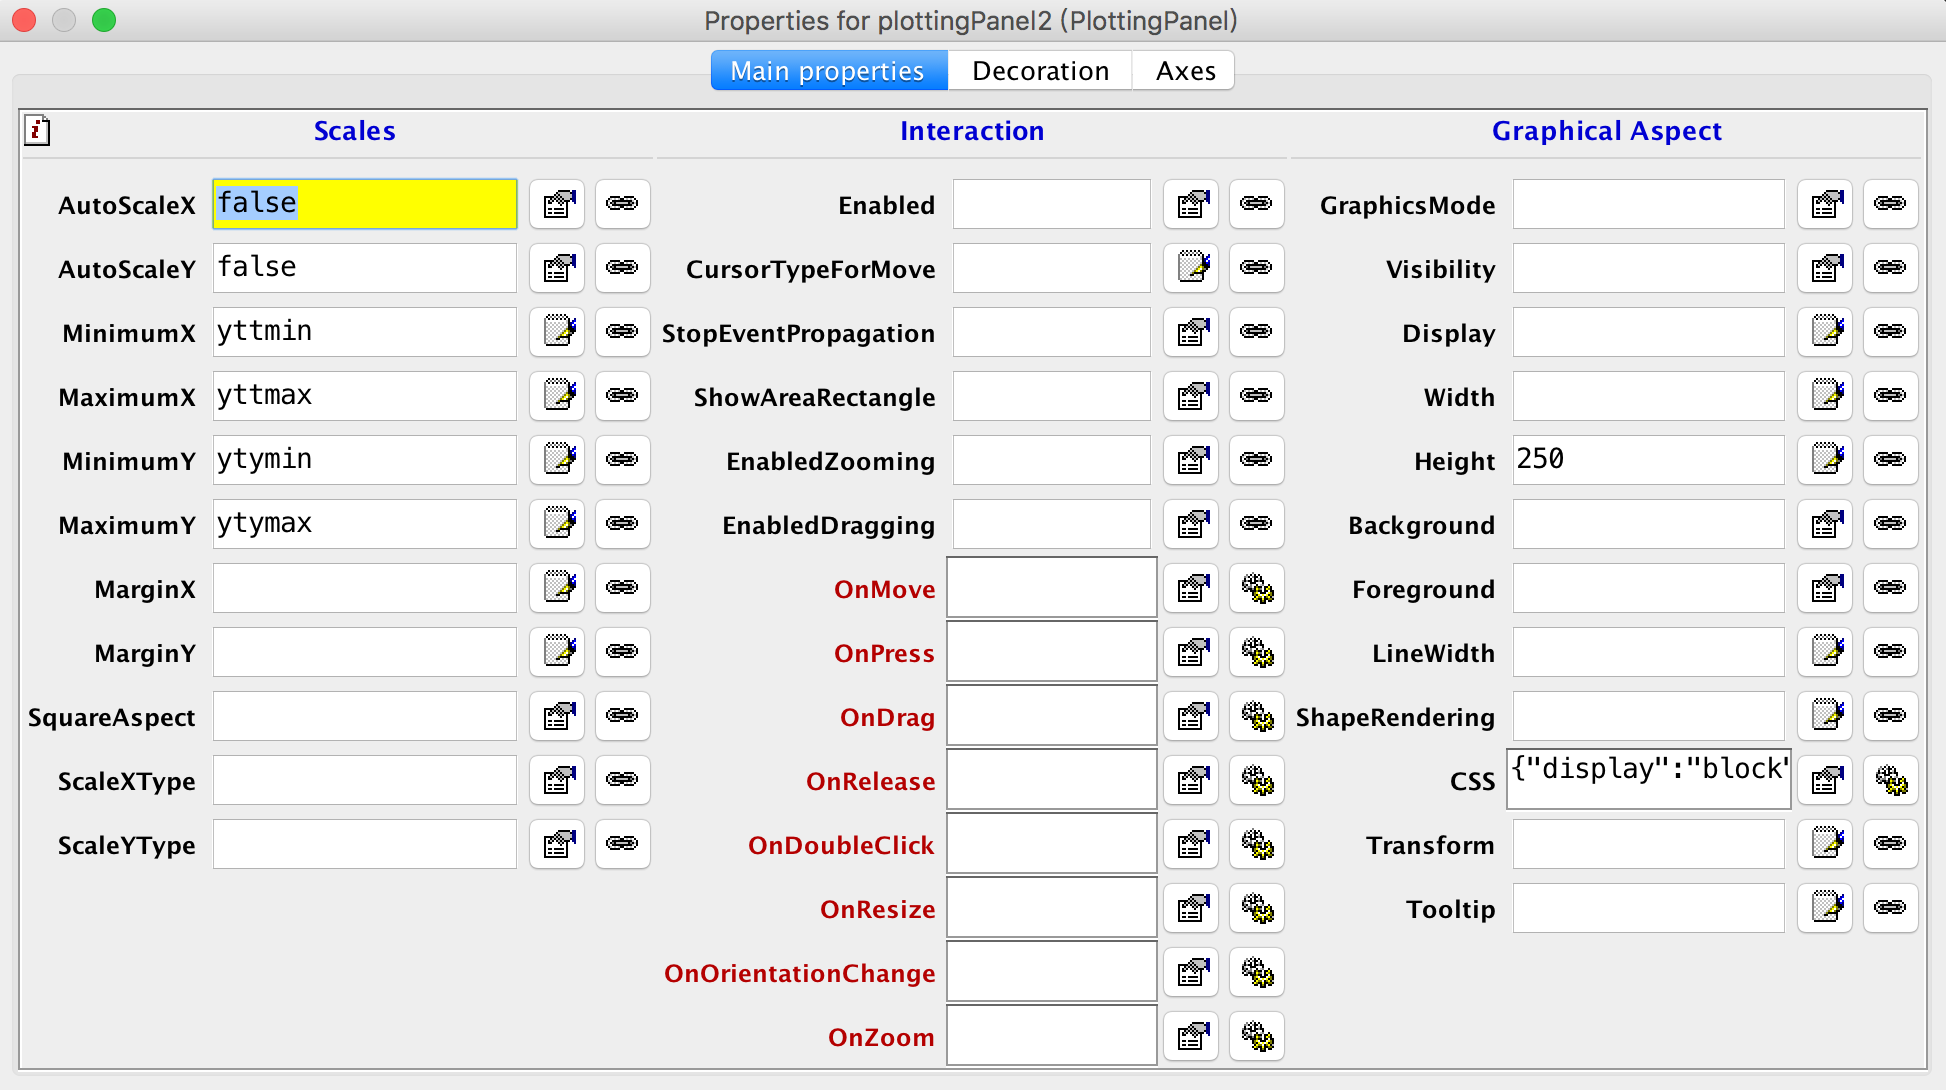 Properties for plottingPanel2 (PlottingPanel)
Main properties
Decoration
Axes
Scales
AutoScaleX false
AutoScaleY false
MinimumX yttmin
MaximumX yttmax
MinimumY ytymin
MaximumY ytymax
MarginX
MarginY
SquareAspect
ScaleXType
ScaleYType
Interaction
Enabled
CursorTypeForMove
StopEventPropagation
ShowAreaRectangle
EnabledZooming
EnabledDragging
OnMove
OnPress
OnDrag
OnRelease
OnDoubleClick
OnResize
OnOrientationChange
OnZoom
Graphical Aspect
GraphicsMode
Visibility
Display
Width
Height 250
Background
Foreground
LineWidth
ShapeRendering
CSS {"display":"block"
Transform
Tooltip